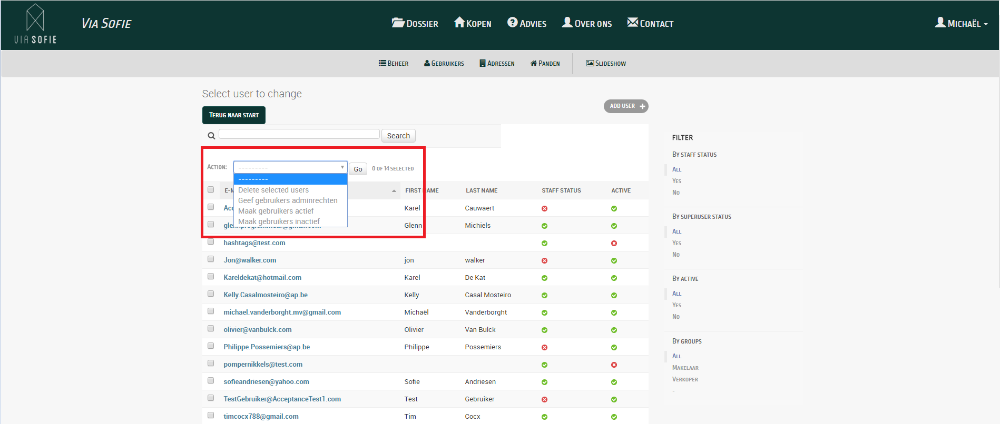 VIA SOFIE
Via Sofie
Dossier
Kopen
Advies
Over ons
Contact
Michaël
Beheer
Gebruikers
Adressen
Panden
Slideshow
Select user to change
Terug naar start
ADD USER
Search
Action:
---------
Go
0 of 14 selected
---------
Delete selected users
Geef gebruikers adminrechten
Maak gebruikers actief
Maak gebruikers inactief
FIRST NAME LAST NAME STAFF STATUS ACTIVE
Karel Cauwaert
Glenn Michiels
hashtags@test.com
Jon@walker.com jon walker
Kareldekat@hotmail.com Karel De Kat
Kelly.Casalmosteiro@ap.be Kelly Casal Mosteiro
michael.vanderborght.mv@gmail.com Michaël Vanderborght
olivier@vanbulck.com Olivier Van Bulck
Philippe.Possemiers@ap.be Philippe Possemiers
pompernikkels@test.com
sofieandriesen@yahoo.com Sofie Andriesen
TestGebruiker@AcceptanceTest1.com Test Gebruiker
timcocx788@gmail.com Tim Cocx
FILTER
By staff status
All
Yes
No
By superuser status
All
Yes
No
By active
All
Yes
No
By groups
All
Makelaar
Verkoper
-